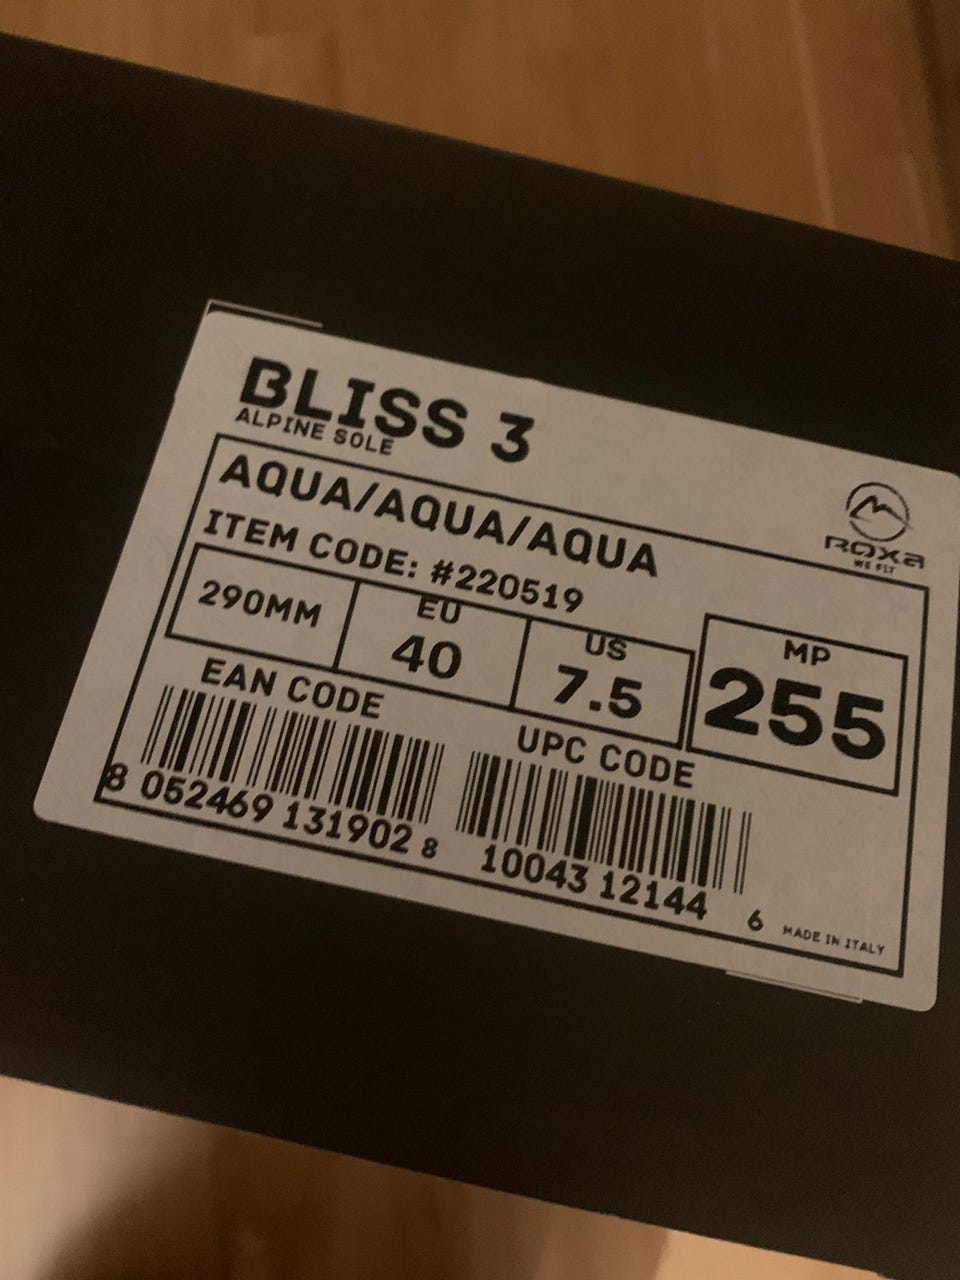 BLISS 3
ALPINE SOLE
AQUA/AQUA/AQUA
ROXA
WE FIT
ITEM CODE: #220519
290MM
EU
40
US
7.5
MP
255
EAN CODE
8 052469 131902
UPC CODE
8 10043 12144 6
MADE IN ITALY